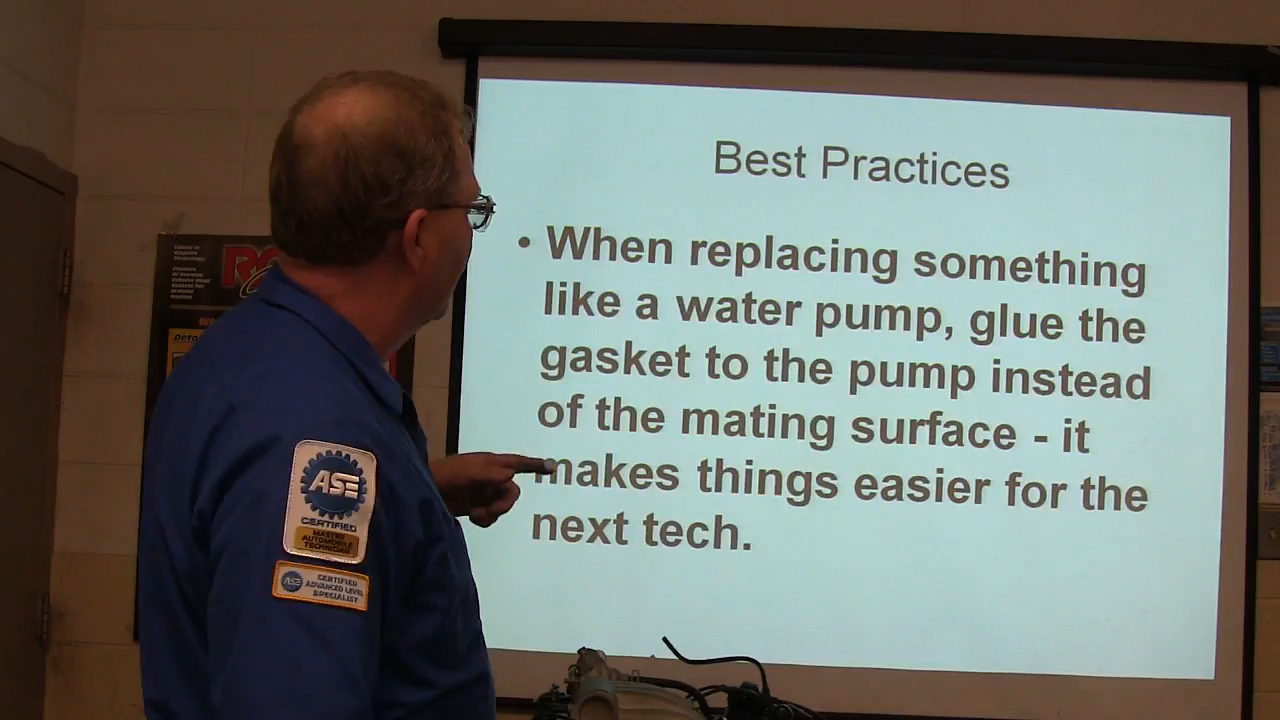 Best Practices
• When replacing something
like a water pump, glue the
gasket to the pump instead
of the mating surface - it
makes things easier for the
next tech.
ASE
CERTIFIED
MASTER
AUTOMOBILE
TECHNICIAN
ASE
CERTIFIED
ADVANCED LEVEL
SPECIALIST